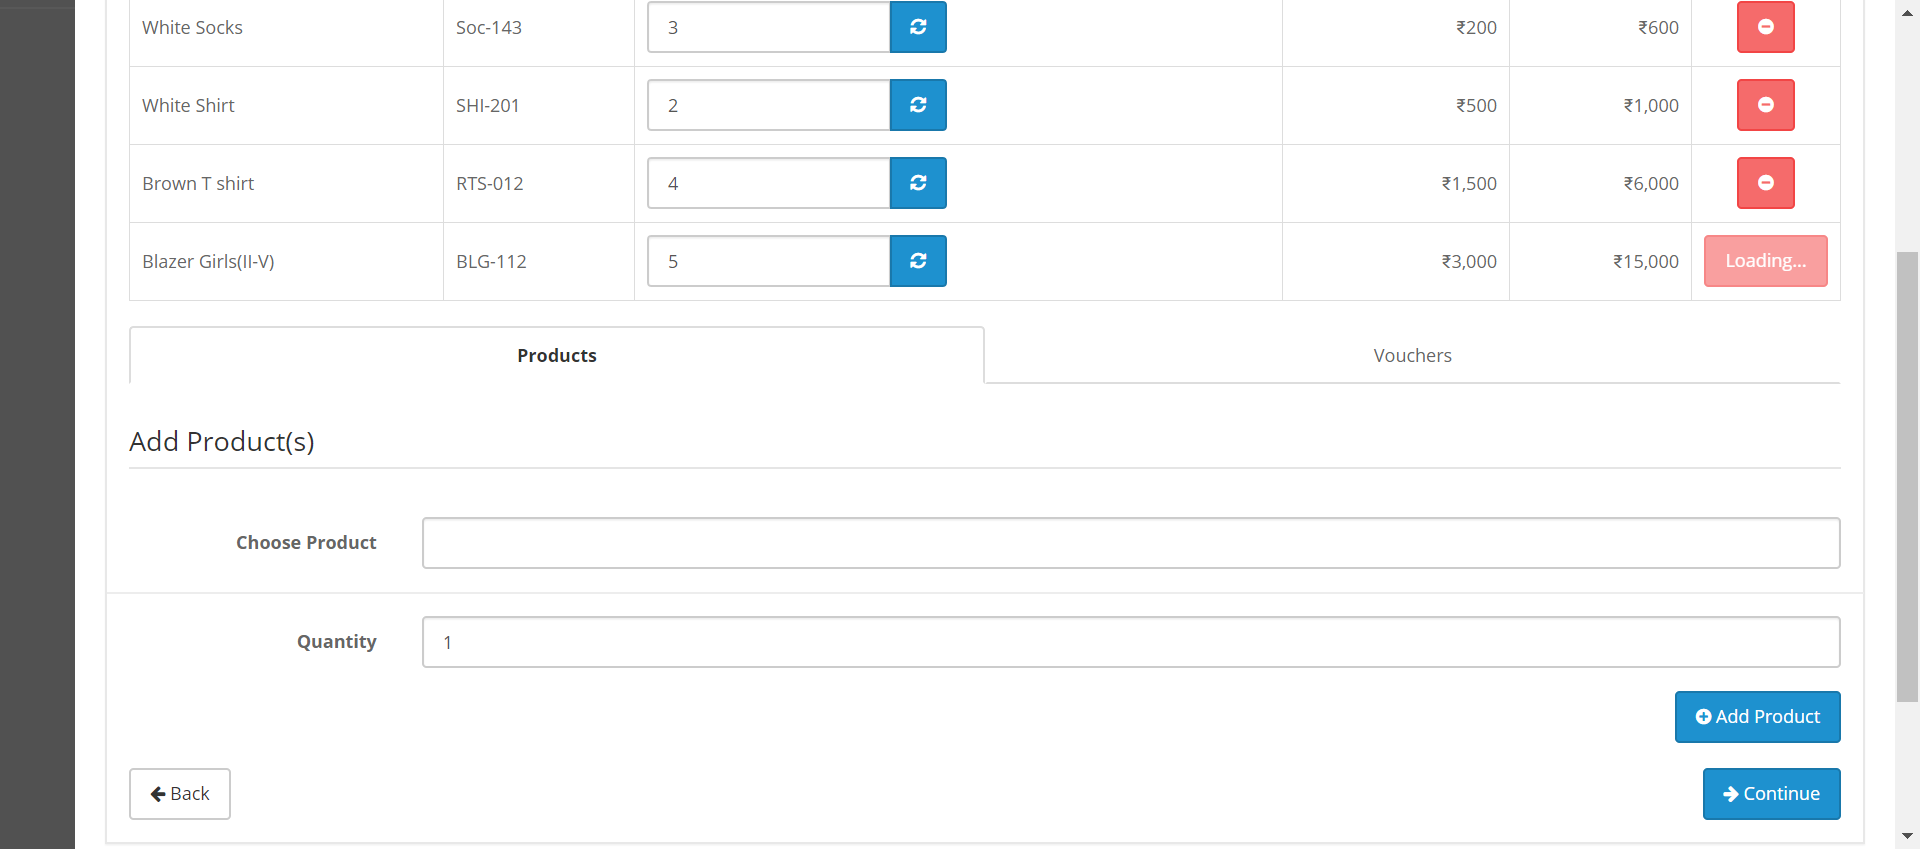 White Socks Soc-143 3 ₹200 ₹600
White Shirt SHI-201 2 ₹500 ₹1,000
Brown T shirt RTS-012 4 ₹1,500 ₹6,000
Blazer Girls(II-V) BLG-112 5 ₹3,000 ₹15,000 Loading...
Products Vouchers
Add Product(s)
Choose Product
Quantity 1
Add Product
Back Continue